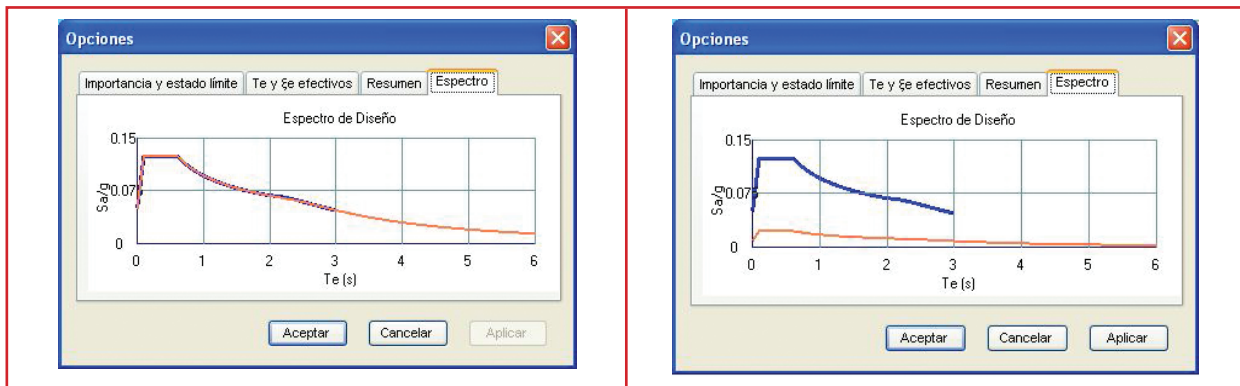 Opciones
Importancia y estado límite
Te y ξe efectivos
Resumen
Espectro
Espectro de Diseño
0.15
0.07
0
Sa/g
0 1 2 3 4 5 6
Te (s)
Aceptar
Cancelar
Aplicar
Opciones
Importancia y estado límite
Te y ξe efectivos
Resumen
Espectro
Espectro de Diseño
0.15
0.075
0
Sa/g
0 1 2 3 4 5 6
Te (s)
Aceptar
Cancelar
Aplicar